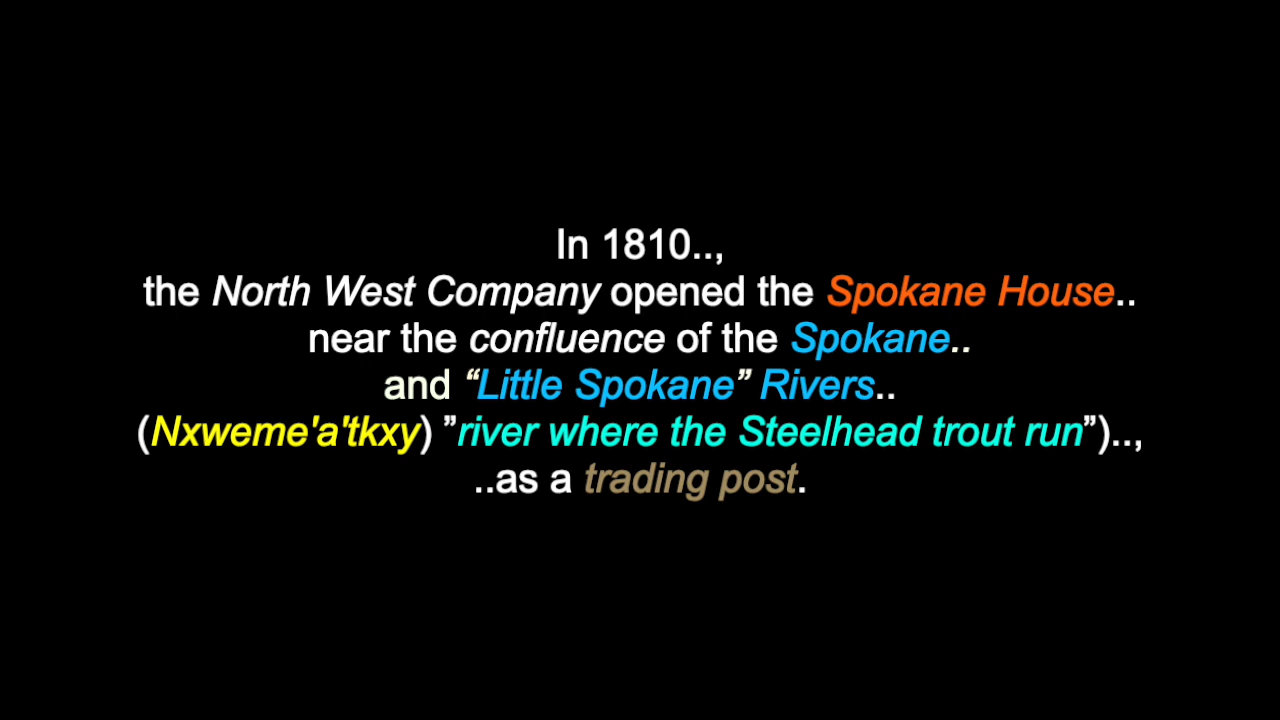 In 1810..,
the North West Company opened the Spokane House..
near the confluence of the Spokane..
and “Little Spokane” Rivers..
(Nxweme'a'tkxy) ”river where the Steelhead trout run”)..,
..as a trading post.